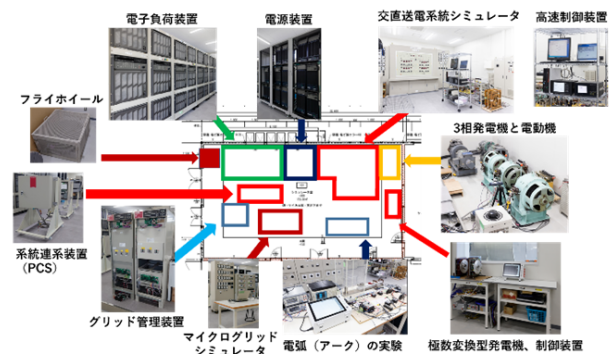 電子負荷装置
電源装置
交直送電系統シミュレータ
高速制御装置
フライホイール
3相発電機と電動機
系統連系装置
（PCS）
グリッド管理装置
マイクログリッド
シミュレータ
電弧（アーク）の実験
極数変換型発電機、制御装置